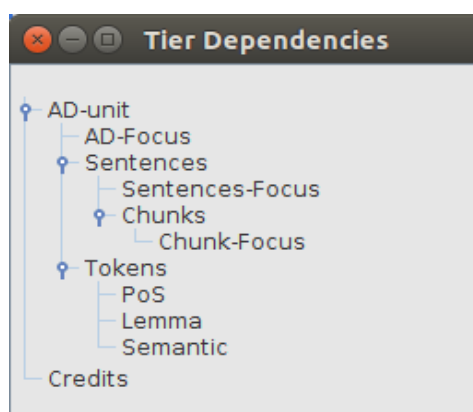 Tier Dependencies
AD-unit
AD-Focus
Sentences
Sentences-Focus
Chunks
Chunk-Focus
Tokens
PoS
Lemma
Semantic
Credits